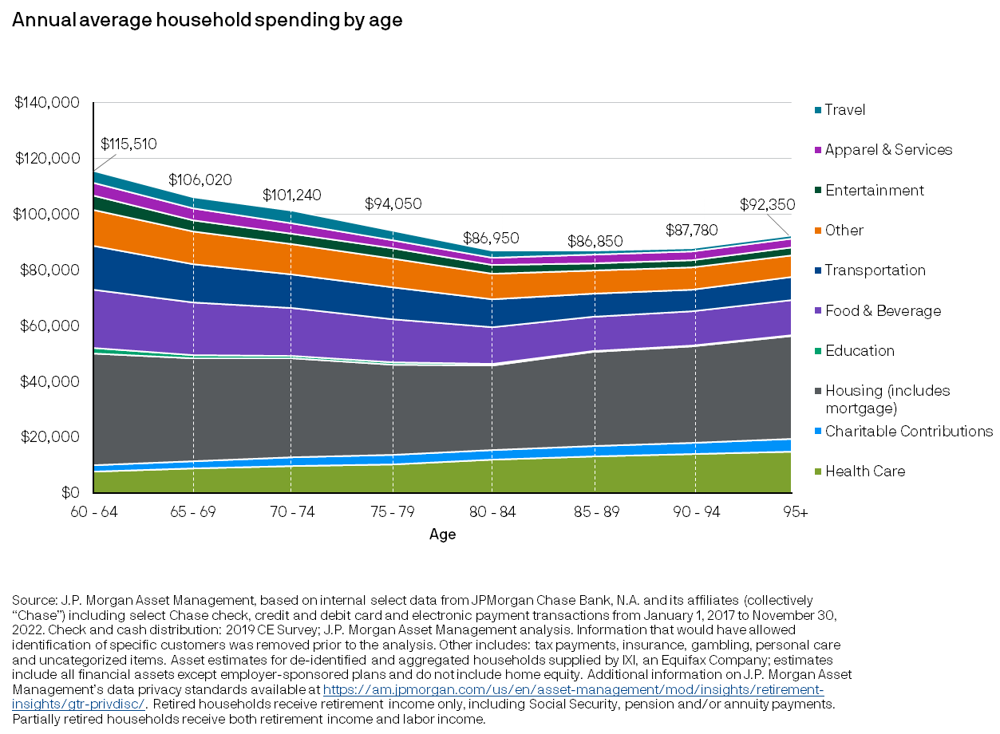 Annual average household spending by age
$140,000
$120,000
$100,000
$80,000
$60,000
$40,000
$20,000
$0
$115,510
$106,020
$101,240
$94,050
$86,950
$86,850
$87,780
$92,350
60 - 64
65 - 69
70 - 74
75 - 79
80 - 84
85 - 89
90 - 94
95+
Age
Travel
Apparel & Services
Entertainment
Other
Transportation
Food & Beverage
Education
Housing (includes
mortgage)
Charitable Contributions
Health Care
Source: J.P. Morgan Asset Management, based on internal select data from JPMorgan Chase Bank, N.A. and its affiliates (collectively
“Chase”) including select Chase check, credit and debit card and electronic payment transactions from January 1, 2017 to November 30,
2022. Check and cash distribution: 2019 CE Survey; J.P. Morgan Asset Management analysis. Information that would have allowed
identification of specific customers was removed prior to the analysis. Other includes: tax payments, insurance, gambling, personal care
and uncategorized items. Asset estimates for de-identified and aggregated households supplied by IXI, an Equifax Company; estimates
include all financial assets except employer-sponsored plans and do not include home equity. Additional information on J.P. Morgan Asset
Management’s data privacy standards available at https://am.jpmorgan.com/us/en/asset-management/mod/insights/retirement-
insights/gtr-privdisc/. Retired households receive retirement income only, including Social Security, pension and/or annuity payments.
Partially retired households receive both retirement income and labor income.